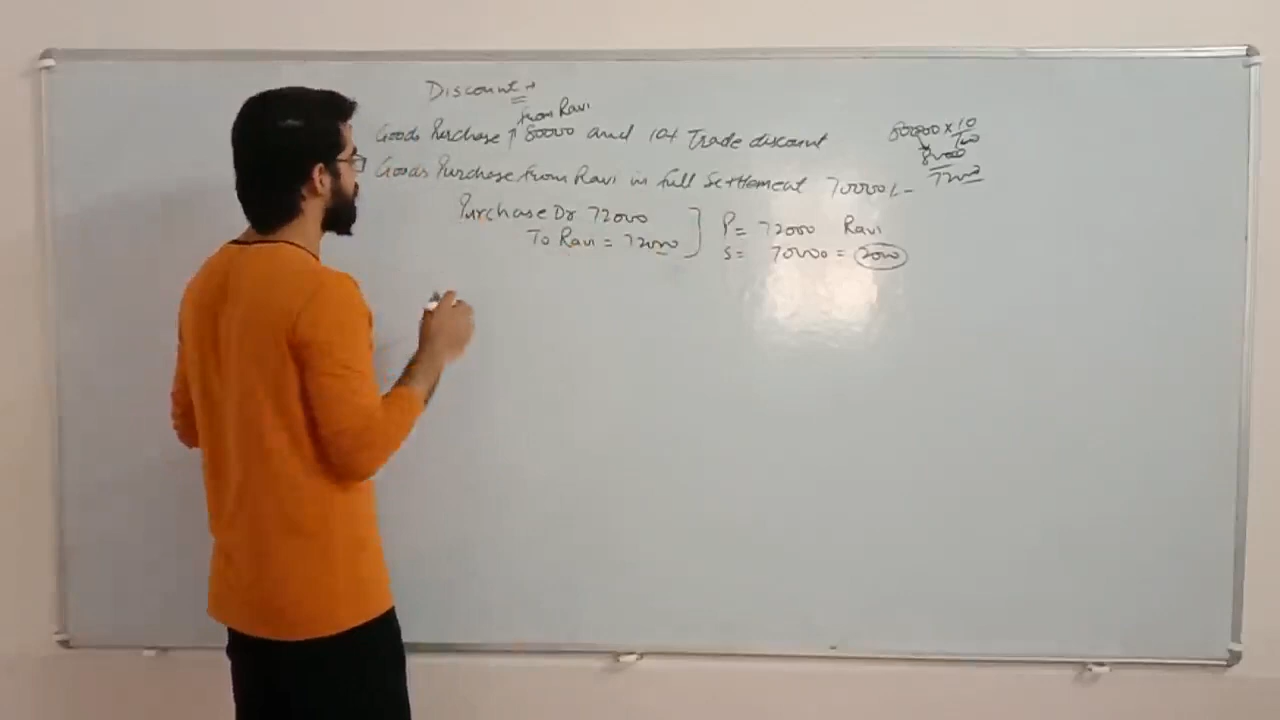 Discount →
from Ravi
Goods Purchase ↑ 80000 and 10% Trade discount
Goods Purchase from Ravi in full Settlement 70000/-
80000 x 10/100
8000
72000
Purchase Dr 72000
To Ravi = 72000
P = 72000 Ravi
S = 70000 = 2000